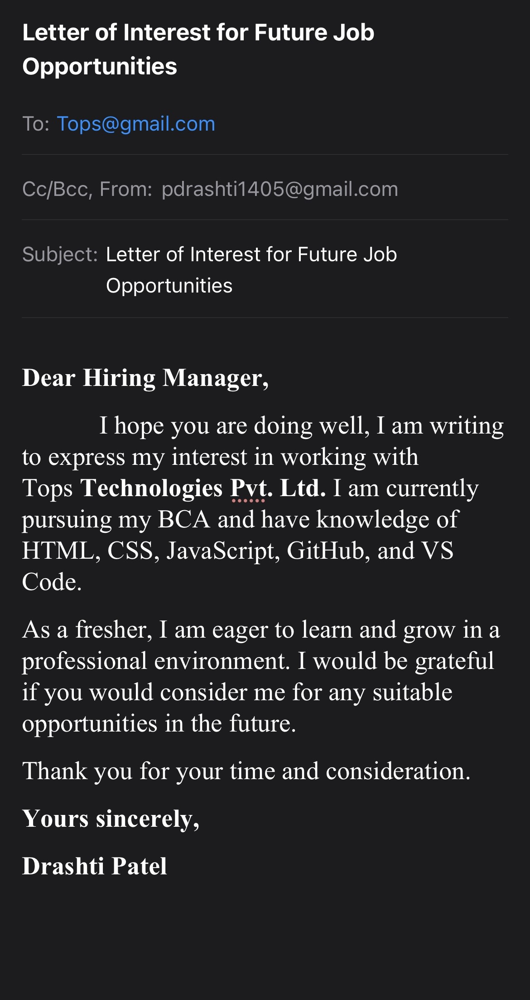 Letter of Interest for Future Job
Opportunities
To: Tops@gmail.com
Cc/Bcc, From: pdrashti1405@gmail.com
Subject: Letter of Interest for Future Job
Opportunities
Dear Hiring Manager,
I hope you are doing well, I am writing
to express my interest in working with
Tops Technologies Pvt. Ltd. I am currently
pursuing my BCA and have knowledge of
HTML, CSS, JavaScript, GitHub, and VS
Code.
As a fresher, I am eager to learn and grow in a
professional environment. I would be grateful
if you would consider me for any suitable
opportunities in the future.
Thank you for your time and consideration.
Yours sincerely,
Drashti Patel